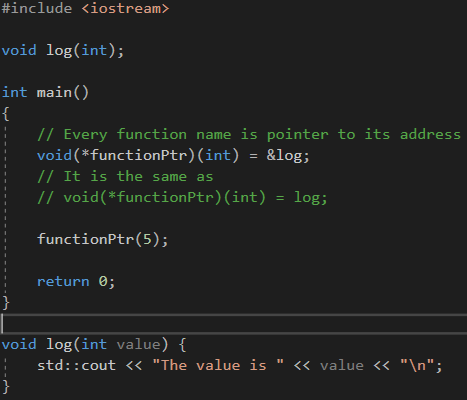 #include <iostream>
void log(int);
int main()
{
// Every function name is pointer to its address
void(*functionPtr)(int) = &log;
// It is the same as
// void(*functionPtr)(int) = log;
functionPtr(5);
return 0;
}
void log(int value) {
std::cout << "The value is " << value << "\n";
}